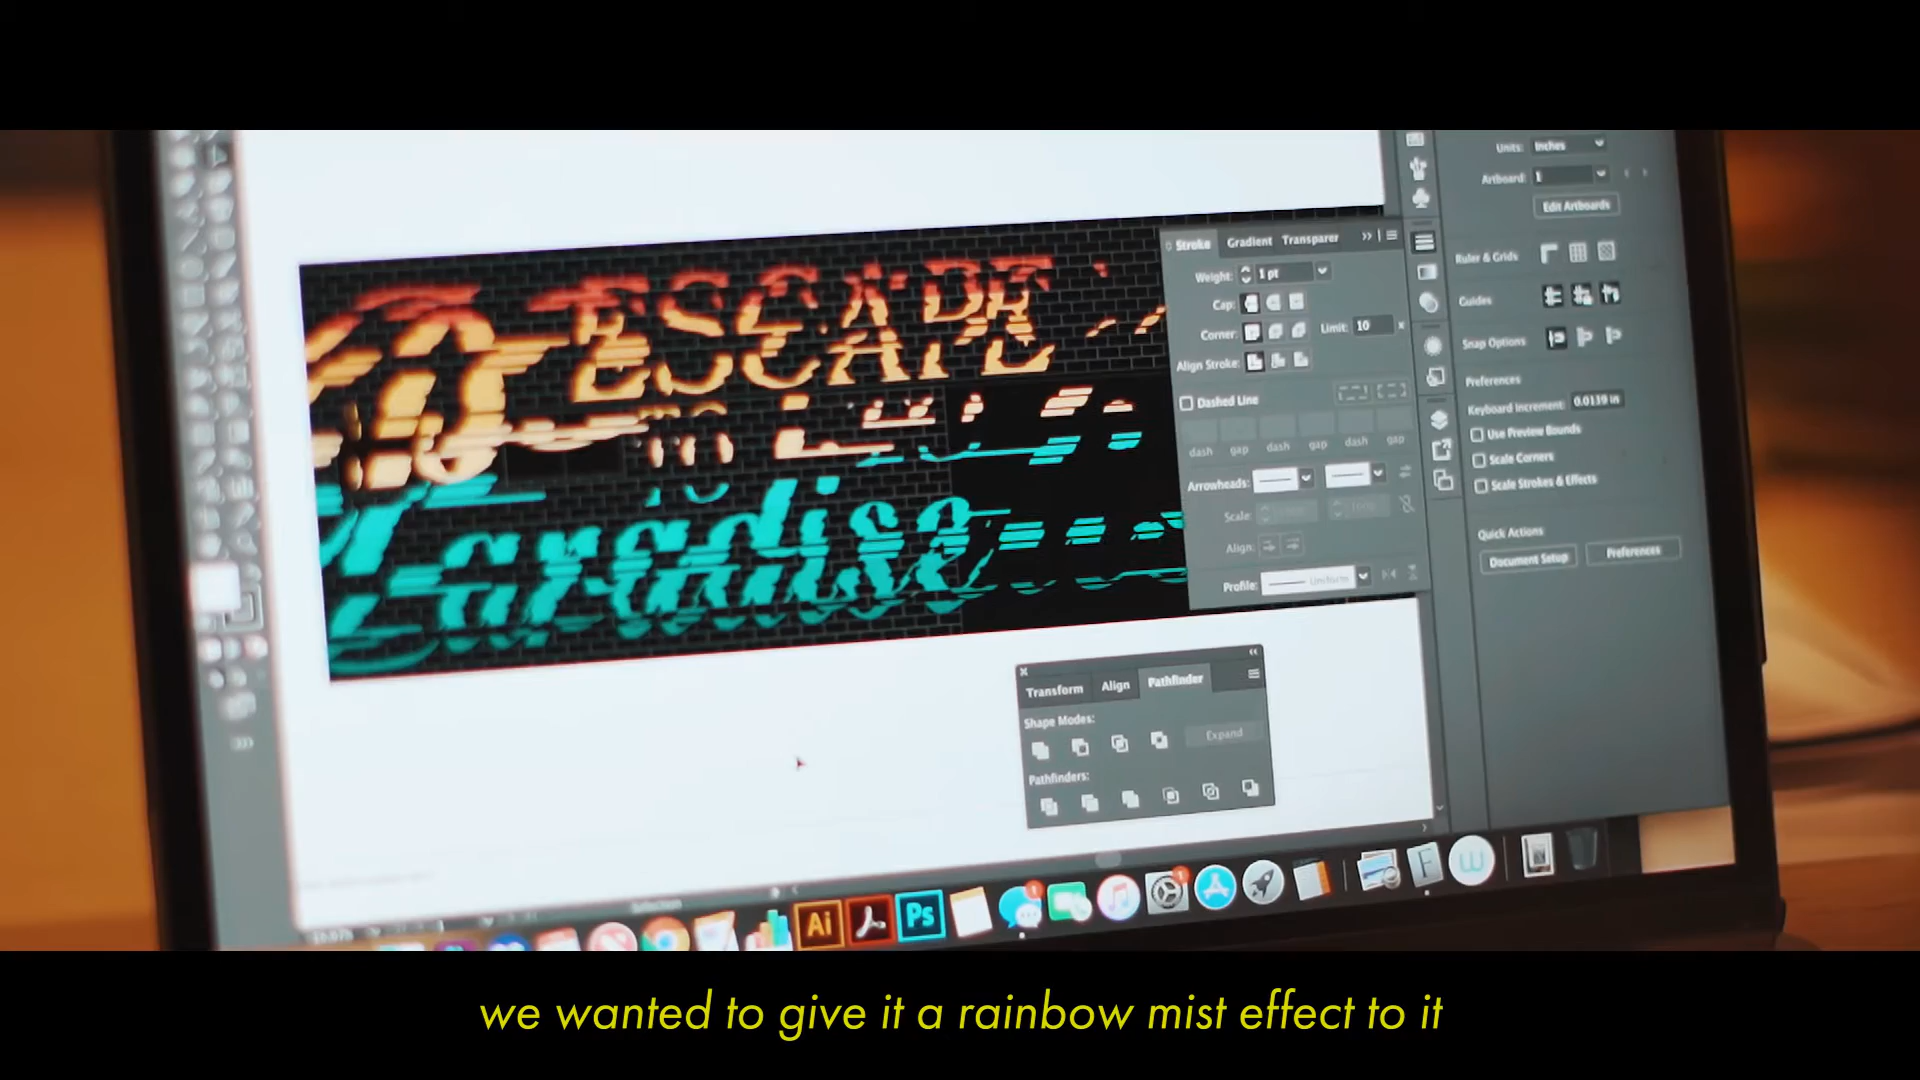 Units: Inches
Artboard: 1
Edit Artboards
Ruler & Grids
Guides
Snap Options
Preferences
Keyboard Increment: 0.0139 in
Use Preview Bounds
Scale Corners
Scale Strokes & Effects
Quick Actions
Document Setup Preferences
Stroke Gradient Transparer
Weight: 1 pt
Cap:
Corner: Limit: 10 x
Align Stroke:
Dashed Line
dash gap dash gap dash gap
Arrowheads:
Scale:
Align:
Profile: Uniform
ESCAPE
TO
Paradise
Transform Align Pathfinder
Shape Modes:
Expand
Pathfinders:
Selection
Ai Ps
we wanted to give it a rainbow mist effect to it